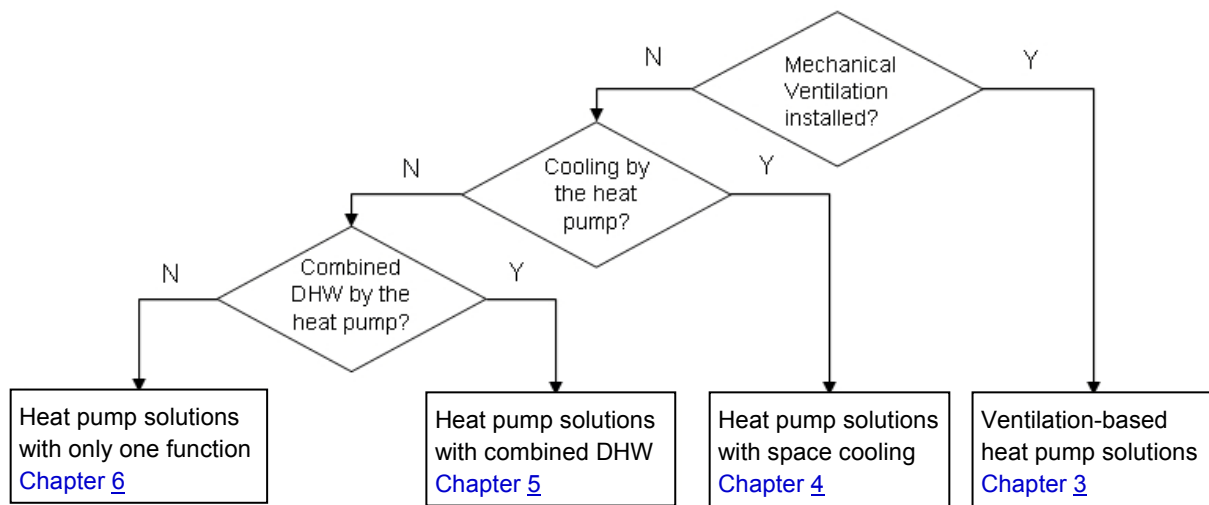 N
Mechanical
Ventilation
installed?
Y
N
Cooling by
the heat
pump?
Y
N
Combined
DHW by the
heat pump?
Y
Heat pump solutions
with only one function
Chapter 6
Heat pump solutions
with combined DHW
Chapter 5
Heat pump solutions
with space cooling
Chapter 4
Ventilation-based
heat pump solutions
Chapter 3